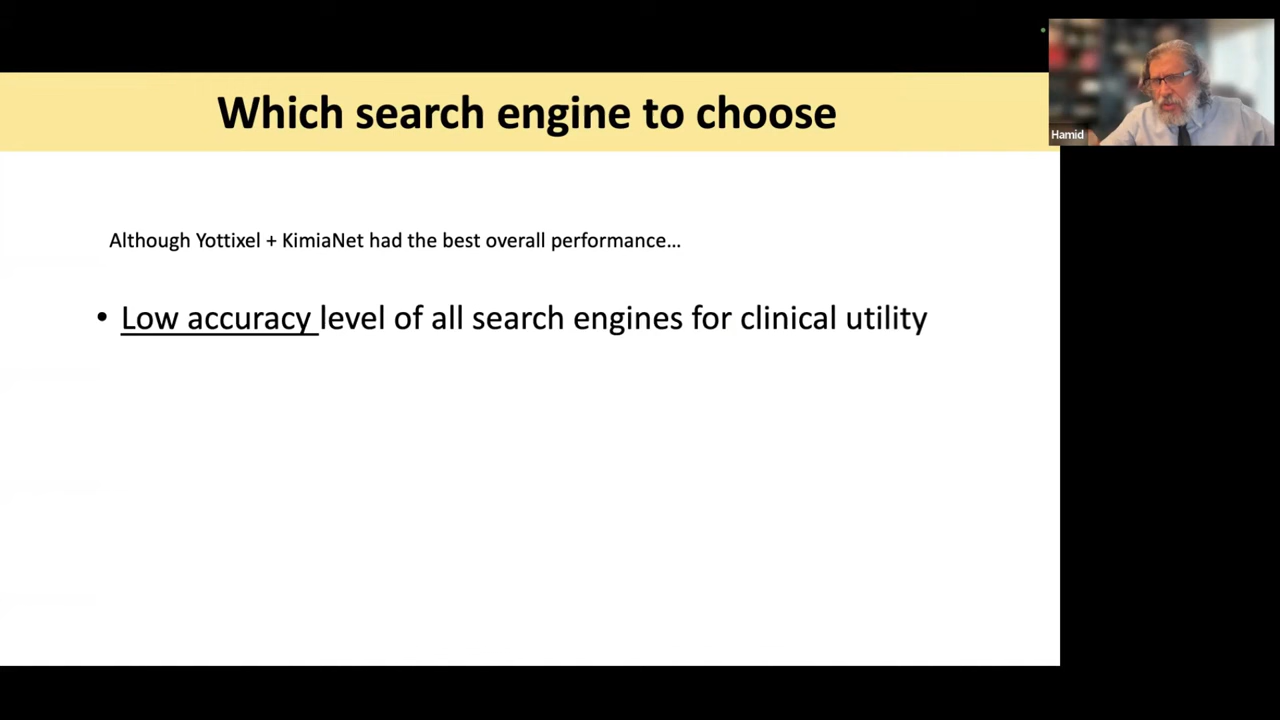 Which search engine to choose
Hamid
Although Yottixel + KimiaNet had the best overall performance...
• Low accuracy level of all search engines for clinical utility